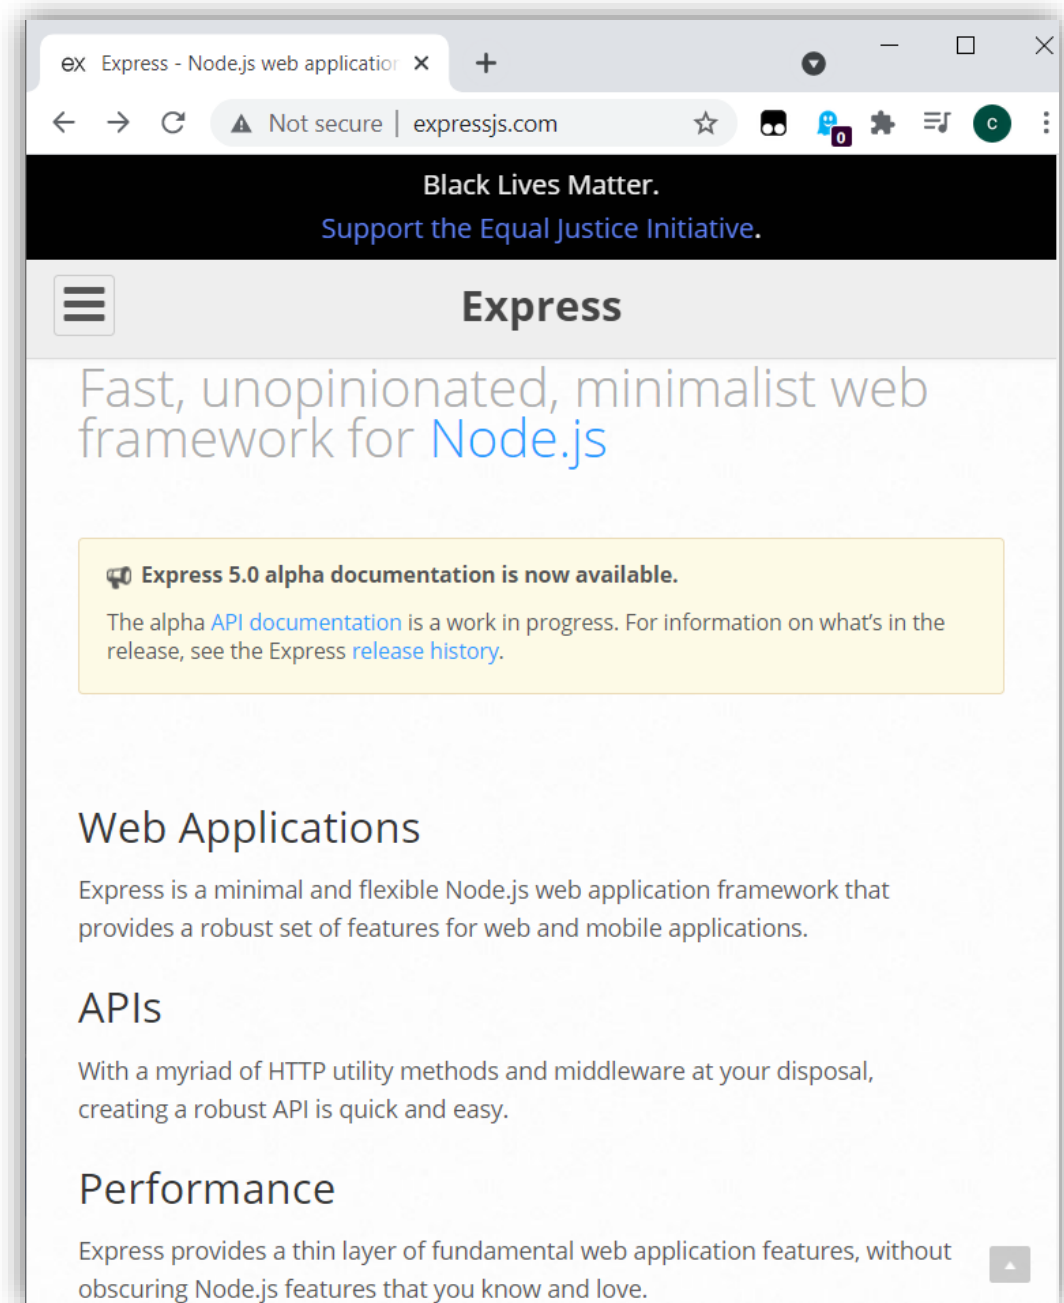 ex Express - Node.js web application
Not secure | expressjs.com
0
C
Black Lives Matter.
Support the Equal Justice Initiative.
Express
Fast, unopinionated, minimalist web
framework for Node.js
Express 5.0 alpha documentation is now available.
The alpha API documentation is a work in progress. For information on what's in the
release, see the Express release history.
Web Applications
Express is a minimal and flexible Node.js web application framework that
provides a robust set of features for web and mobile applications.
APIs
With a myriad of HTTP utility methods and middleware at your disposal,
creating a robust API is quick and easy.
Performance
Express provides a thin layer of fundamental web application features, without
obscuring Node.js features that you know and love.